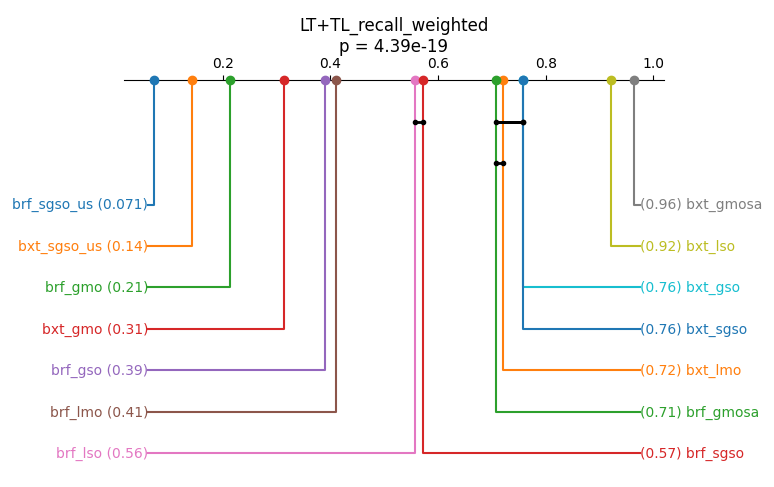 LT+TL_recall_weighted
p = 4.39e-19
0.2 0.4 0.6 0.8 1.0
brf_sgso_us (0.071) (0.96) bxt_gmosa
bxt_sgso_us (0.14) (0.92) bxt_lso
brf_gmo (0.21) (0.76) bxt_gso
bxt_gmo (0.31) (0.76) bxt_sgso
brf_gso (0.39) (0.72) bxt_lmo
brf_lmo (0.41) (0.71) brf_gmosa
brf_lso (0.56) (0.57) brf_sgso